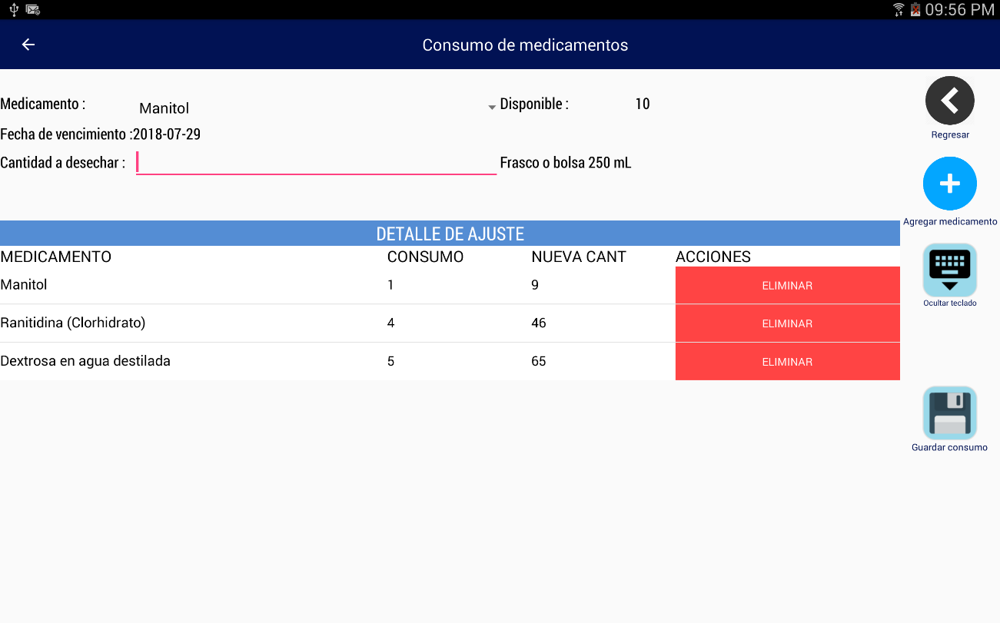 09:56 PM
Consumo de medicamentos
Medicamento : Manitol Disponible : 10
Regresar
Fecha de vencimiento :2018-07-29
Cantidad a desechar : Frasco o bolsa 250 mL
Agregar medicamento
DETALLE DE AJUSTE
MEDICAMENTO CONSUMO NUEVA CANT ACCIONES
Manitol 1 9 ELIMINAR
Ocultar teclado
Ranitidina (Clorhidrato) 4 46 ELIMINAR
Dextrosa en agua destilada 5 65 ELIMINAR
Guardar consumo